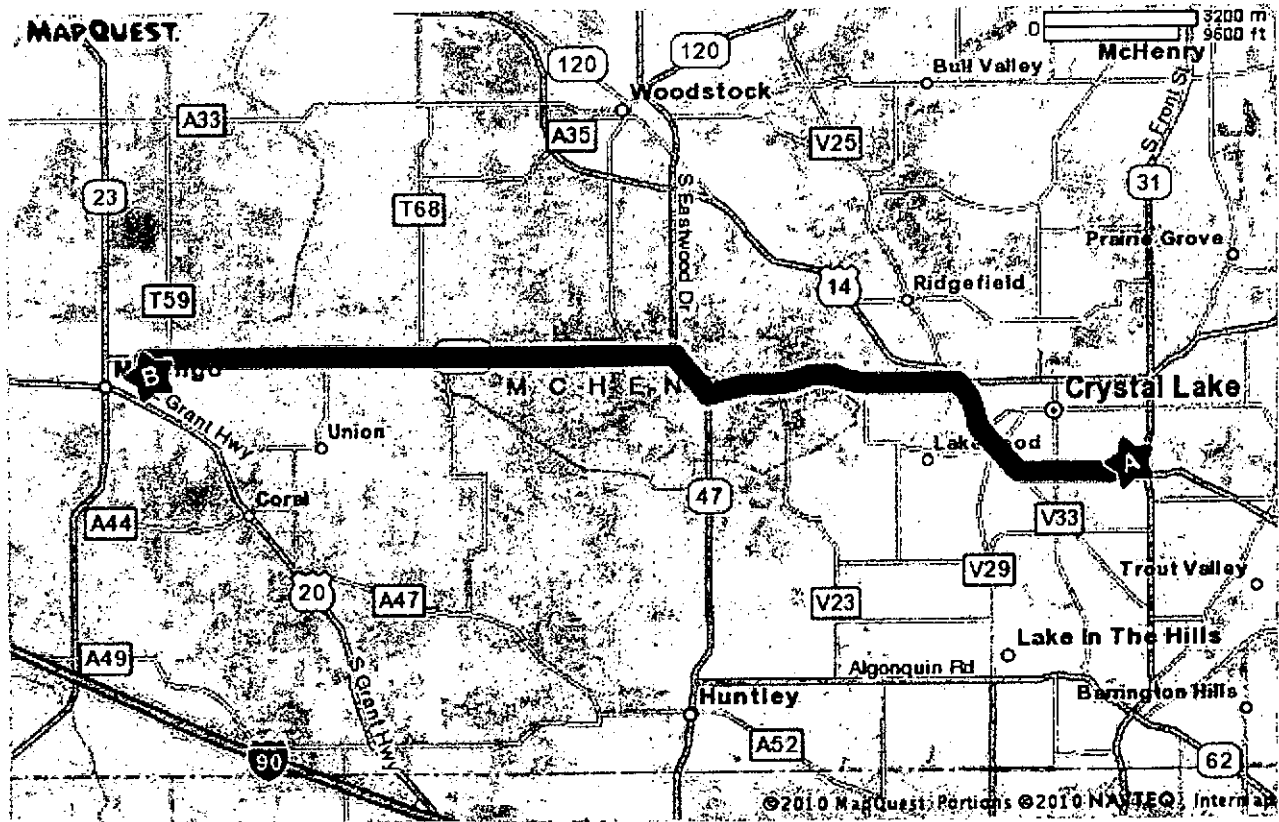 MAPQUEST.
0
3200 m
9600 ft
120
120
McHenry
Bull Valley
Woodstock
S Front St
A33
A35
V25
23
T68
31
S Eastwood Dr
Prairie Grove
T59
14
Ridgefield
B
MCHEN
Crystal Lake
Grant Hwy
Union
A
47
Coral
A44
V33
20
A47
V29
Trout Valley
V23
Lake In The Hills
A49
S Grant Hwy
Algonquin Rd
Barrington Hills
Huntley
90
A52
62
©2010 MapQuest Portions ©2010 NAVTEQ, Intermap